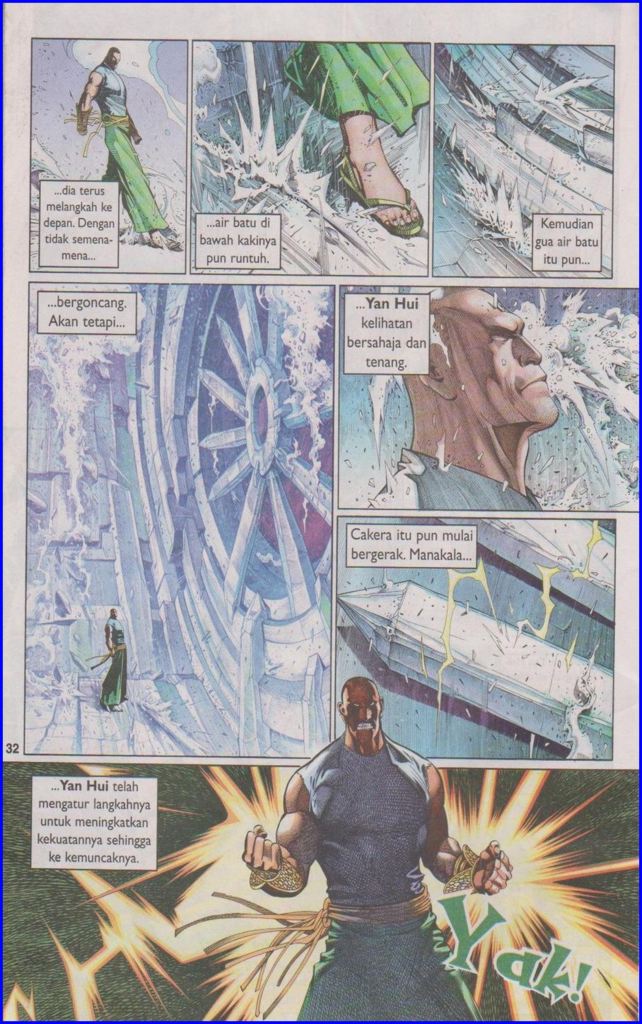 ...dia terus
melangkah ke
depan. Dengan
tidak semena-
mena...
...air batu di
bawah kakinya
pun runtuh.
Kemudian
gua air batu
itu pun...
...bergoncang.
Akan tetapi...
...Yan Hui
kelihatan
bersahaja dan
tenang.
Cakera itu pun mulai
bergerak. Manakala...
32
...Yan Hui telah
mengatur langkahnya
untuk meningkatkan
kekuatannya sehingga
ke kemuncaknya.
Yak!